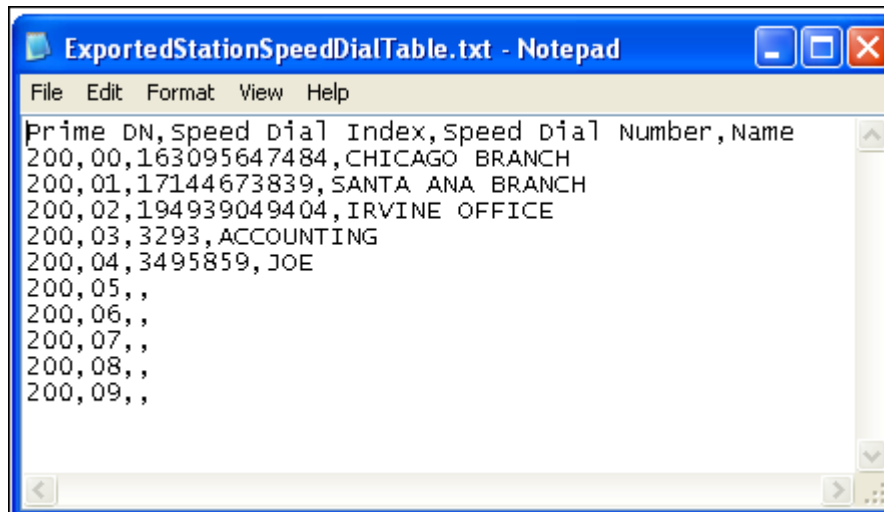 ExportedStationSpeedDialTable.txt - Notepad
File Edit Format View Help
Prime DN,Speed Dial Index,Speed Dial Number,Name
200,00,163095647484,CHICAGO BRANCH
200,01,17144673839,SANTA ANA BRANCH
200,02,194939049404,IRVINE OFFICE
200,03,3293,ACCOUNTING
200,04,3495859,JOE
200,05,,
200,06,,
200,07,,
200,08,,
200,09,,